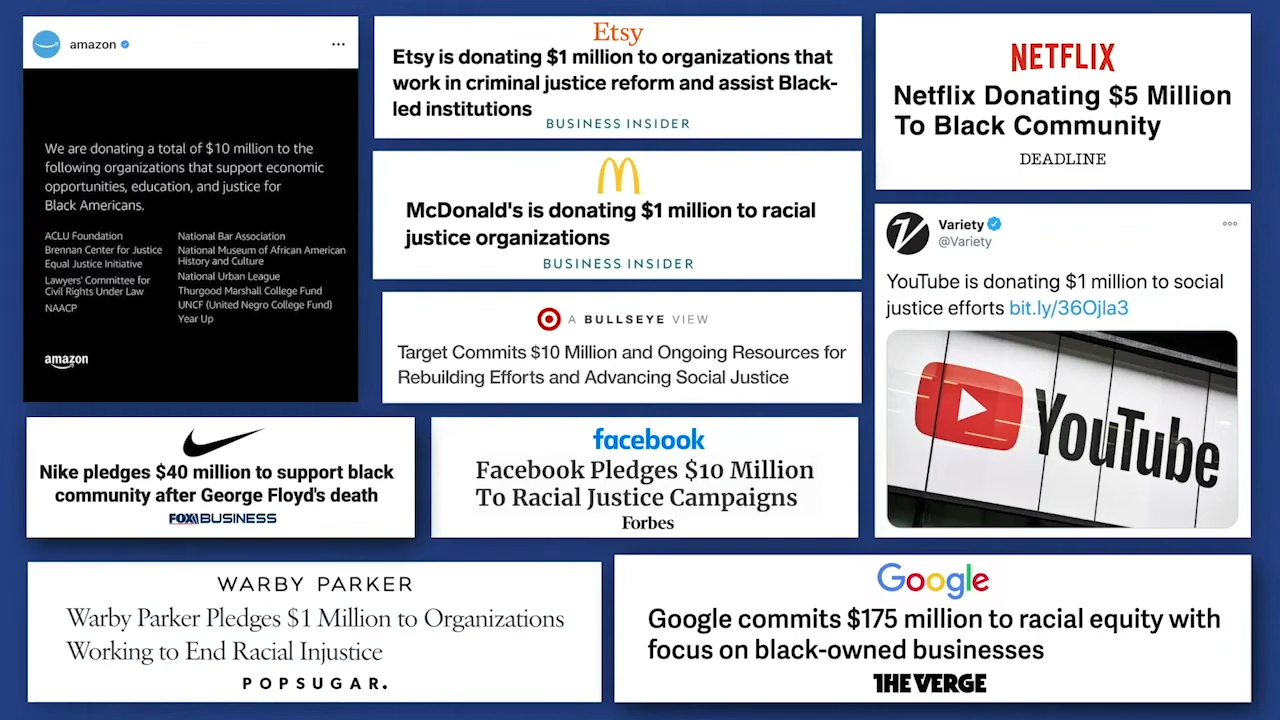 amazon
We are donating a total of $10 million to the
following organizations that support economic
opportunities, education, and justice for
Black Americans.
ACLU Foundation
Brennan Center for Justice
Equal Justice Initiative
Lawyers' Committee for
Civil Rights Under Law
NAACP
National Bar Association
National Museum of African American
History and Culture
National Urban League
Thurgood Marshall College Fund
UNCF (United Negro College Fund)
Year Up
amazon
Etsy
Etsy is donating $1 million to organizations that
work in criminal justice reform and assist Black-
led institutions
BUSINESS INSIDER
McDonald's is donating $1 million to racial
justice organizations
BUSINESS INSIDER
A BULLSEYE VIEW
Target Commits $10 Million and Ongoing Resources for
Rebuilding Efforts and Advancing Social Justice
NETFLIX
Netflix Donating $5 Million
To Black Community
DEADLINE
Variety
@Variety
YouTube is donating $1 million to social
justice efforts bit.ly/36Ojla3
YouTube
Nike pledges $40 million to support black
community after George Floyd's death
FOX BUSINESS
facebook
Facebook Pledges $10 Million
To Racial Justice Campaigns
Forbes
WARBY PARKER
Warby Parker Pledges $1 Million to Organizations
Working to End Racial Injustice
POPSUGAR.
Google
Google commits $175 million to racial equity with
focus on black-owned businesses
THE VERGE